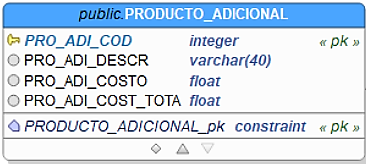 public.PRODUCTO_ADICIONAL
PRO_ADI_COD integer « pk »
PRO_ADI_DESCR varchar(40)
PRO_ADI_COSTO float
PRO_ADI_COST_TOTA float
PRODUCTO_ADICIONAL_pk constraint « pk »